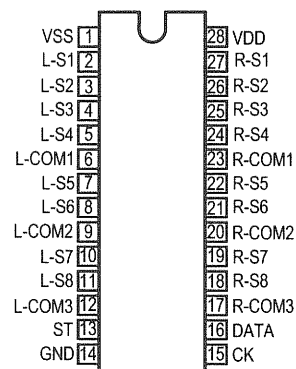 VSS 1 28 VDD
L-S1 2 27 R-S1
L-S2 3 26 R-S2
L-S3 4 25 R-S3
L-S4 5 24 R-S4
L-COM1 6 23 R-COM1
L-S5 7 22 R-S5
L-S6 8 21 R-S6
L-COM2 9 20 R-COM2
L-S7 10 19 R-S7
L-S8 11 18 R-S8
L-COM3 12 17 R-COM3
ST 13 16 DATA
GND 14 15 CK